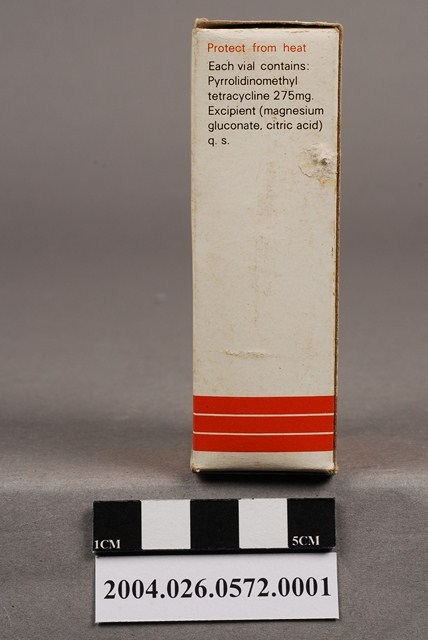 Protect from heat
Each vial contains:
Pyrrolidinomethyl
tetracycline 275mg.
Excipient (magnesium
gluconate, citric acid)
q. s.
1CM 5CM
2004.026.0572.0001